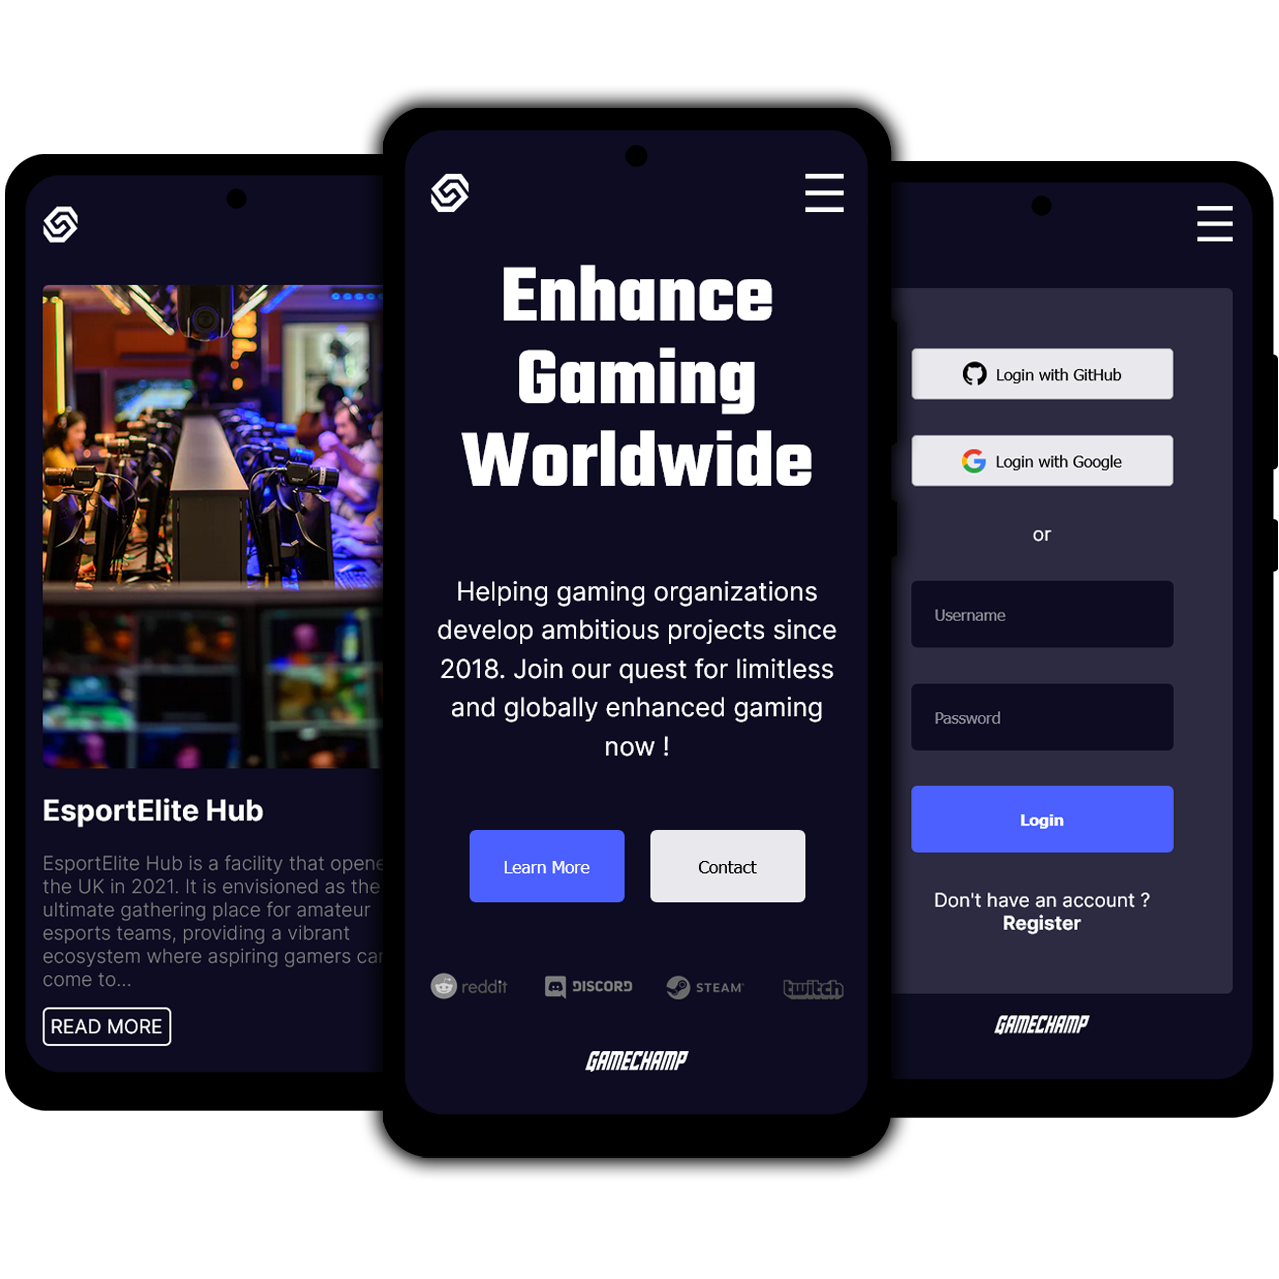 EsportElite Hub
EsportElite Hub is a facility that opene
the UK in 2021. It is envisioned as the
ultimate gathering place for amateur
esports teams, providing a vibrant
ecosystem where aspiring gamers can
come to...
READ MORE
Enhance
Gaming
Worldwide
Helping gaming organizations
develop ambitious projects since
2018. Join our quest for limitless
and globally enhanced gaming
now !
Learn More
Contact
reddit
DISCORD
STEAM
twitch
GAMECHAMP
Login with GitHub
Login with Google
or
Username
Password
Login
Don't have an account ?
Register
GAMECHAMP